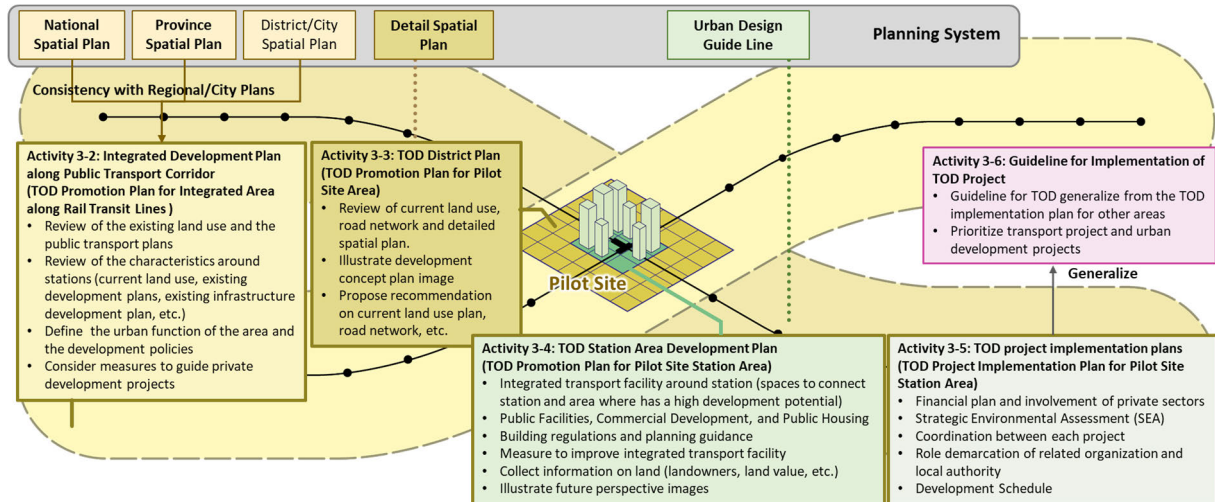 National
Spatial Plan
Province
Spatial Plan
District/City
Spatial Plan
Detail Spatial
Plan
Urban Design
Guide Line
Planning System
Consistency with Regional/City Plans
Activity 3-2: Integrated Development Plan
along Public Transport Corridor
(TOD Promotion Plan for Integrated Area
along Rail Transit Lines )
• Review of the existing land use and the
public transport plans
• Review of the characteristics around
stations (current land use, existing
development plans, existing infrastructure
development plan, etc.)
• Define the urban function of the area and
the development policies
• Consider measures to guide private
development projects
Activity 3-3: TOD District Plan
(TOD Promotion Plan for Pilot
Site Area)
• Review of current land use,
road network and detailed
spatial plan.
• Illustrate development
concept plan image
• Propose recommendation
on current land use plan,
road network, etc.
Pilot Site
Activity 3-4: TOD Station Area Development Plan
(TOD Promotion Plan for Pilot Site Station Area)
• Integrated transport facility around station (spaces to connect
station and area where has a high development potential)
• Public Facilities, Commercial Development, and Public Housing
• Building regulations and planning guidance
• Measure to improve integrated transport facility
• Collect information on land (landowners, land value, etc.)
• Illustrate future perspective images
Activity 3-6: Guideline for Implementation of
TOD Project
• Guideline for TOD generalize from the TOD
implementation plan for other areas
• Prioritize transport project and urban
development projects
Generalize
Activity 3-5: TOD project implementation plans
(TOD Project Implementation Plan for Pilot Site
Station Area)
• Financial plan and involvement of private sectors
• Strategic Environmental Assessment (SEA)
• Coordination between each project
• Role demarcation of related organization and
local authority
• Development Schedule